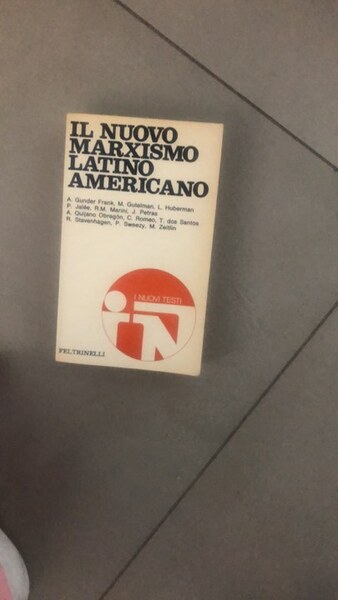 IL NUOVO
MARXISMO
LATINO
AMERICANO
A. Gunder Frank, M. Gutelman, L. Huberman
P. Jalée, R.M. Marini, J. Petras
A. Quijano Obregón, C. Romeo, T. dos Santos
R. Stavenhagen, P. Sweezy, M. Zeitlin
I NUOVI TESTI
iN
FELTRINELLI